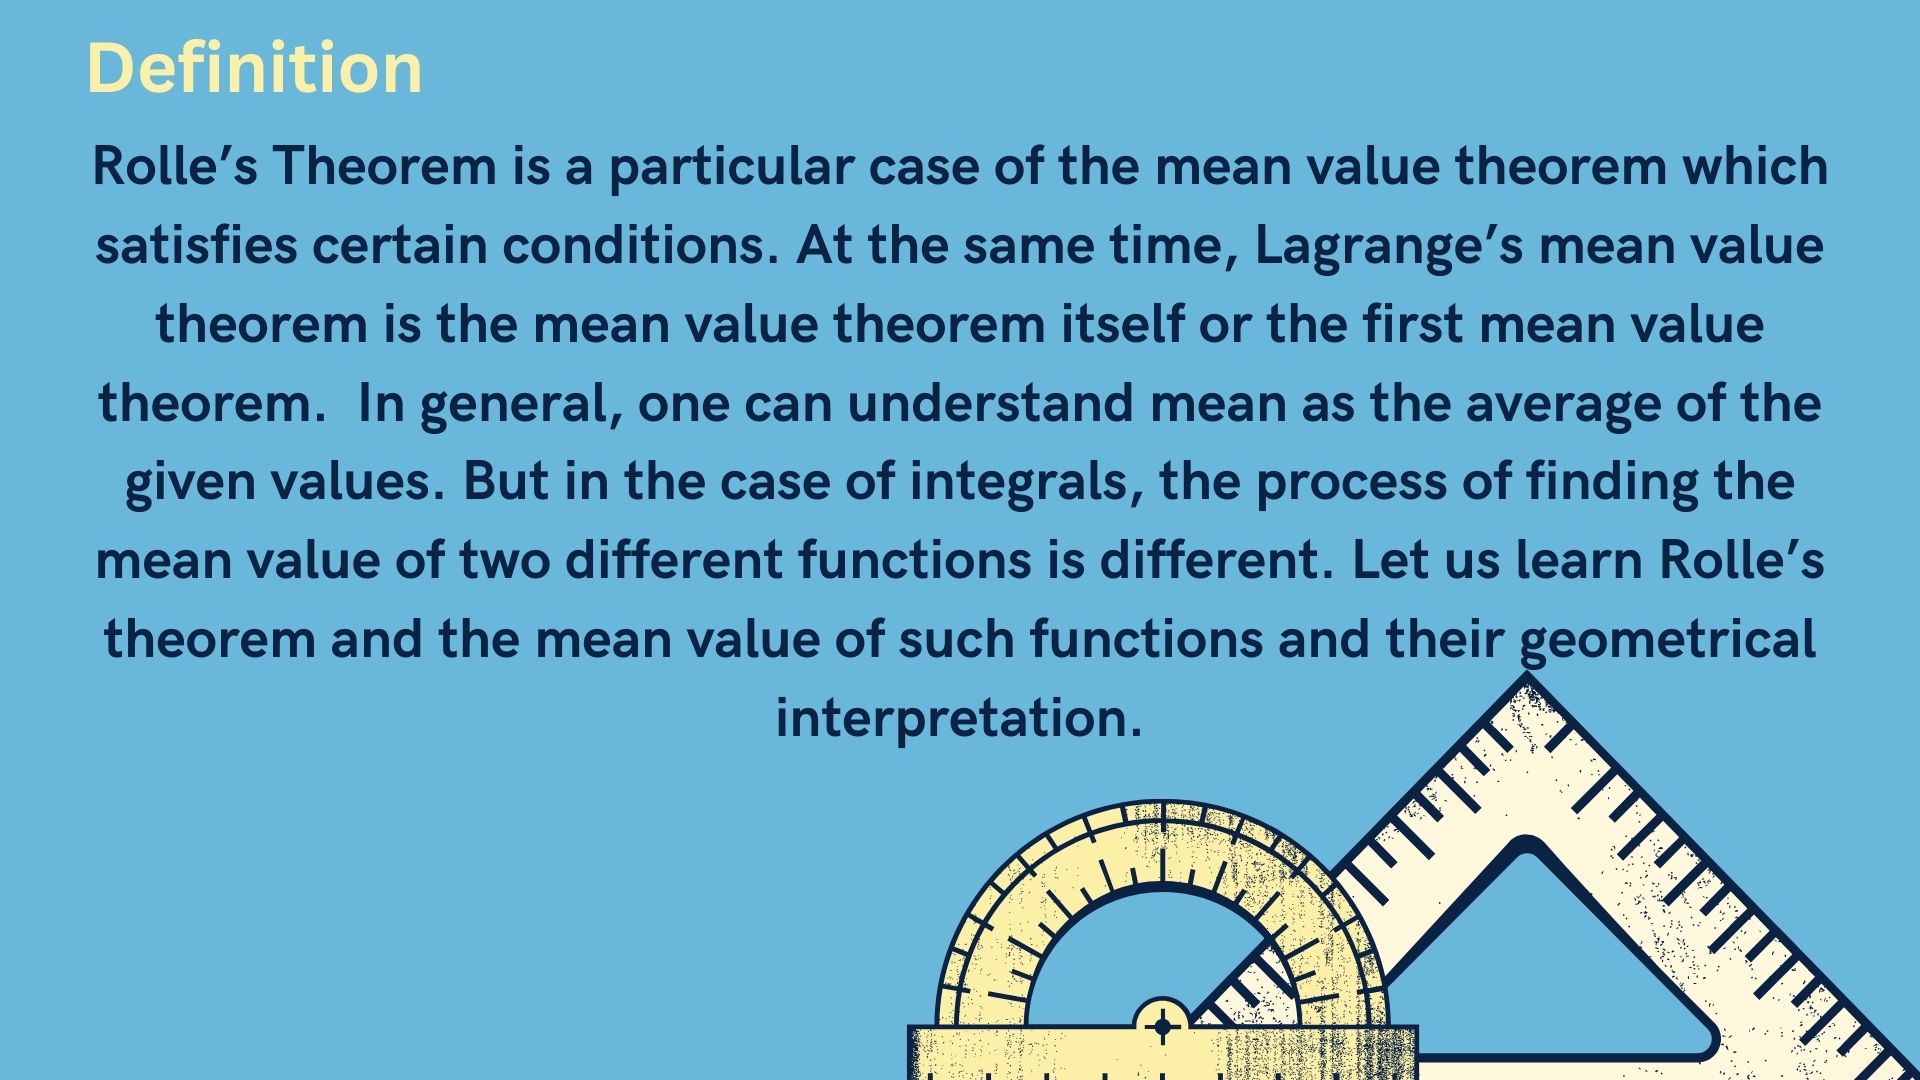 Definition
Rolle’s Theorem is a particular case of the mean value theorem which
satisfies certain conditions. At the same time, Lagrange’s mean value
theorem is the mean value theorem itself or the first mean value
theorem.  In general, one can understand mean as the average of the
given values. But in the case of integrals, the process of finding the
mean value of two different functions is different. Let us learn Rolle’s
theorem and the mean value of such functions and their geometrical
interpretation.